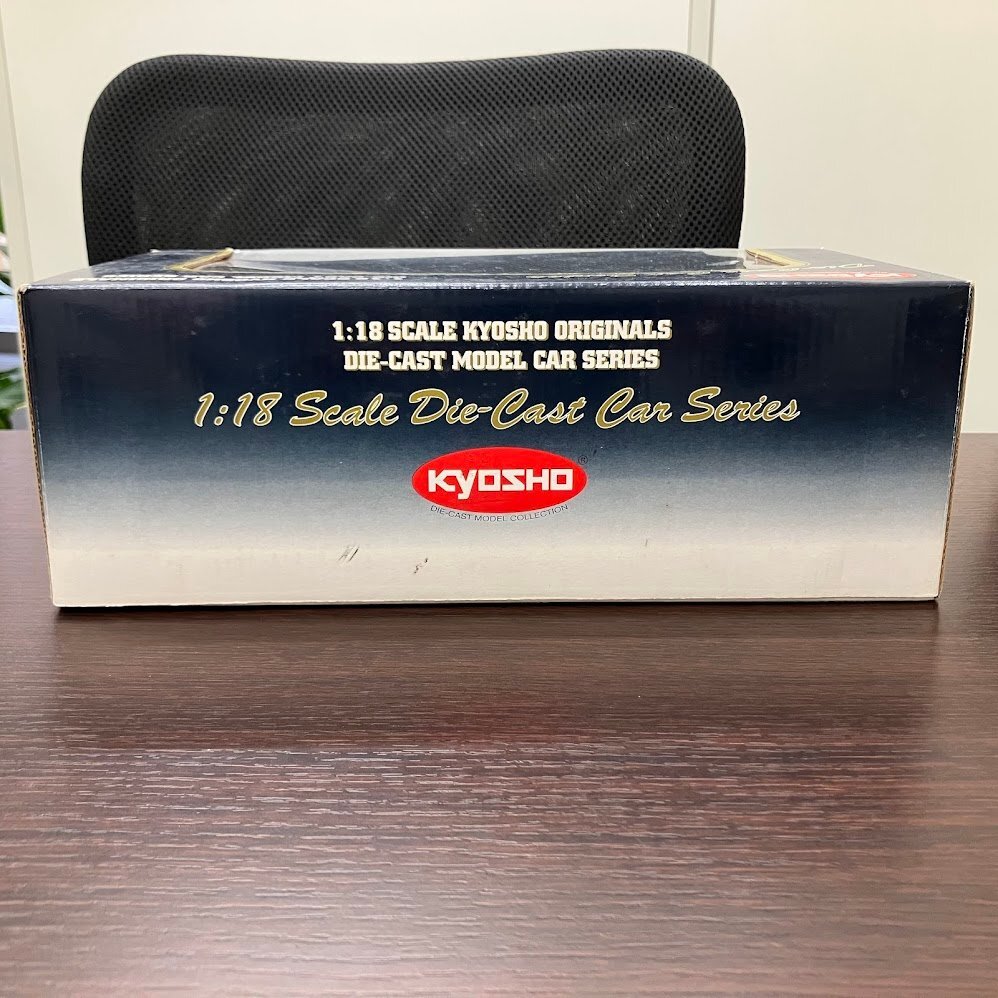 1:18 SCALE KYOSHO ORIGINALS
DIE-CAST MODEL CAR SERIES
1:18 Scale Die-Cast Car Series
KYOSHO®
DIE-CAST MODEL COLLECTION